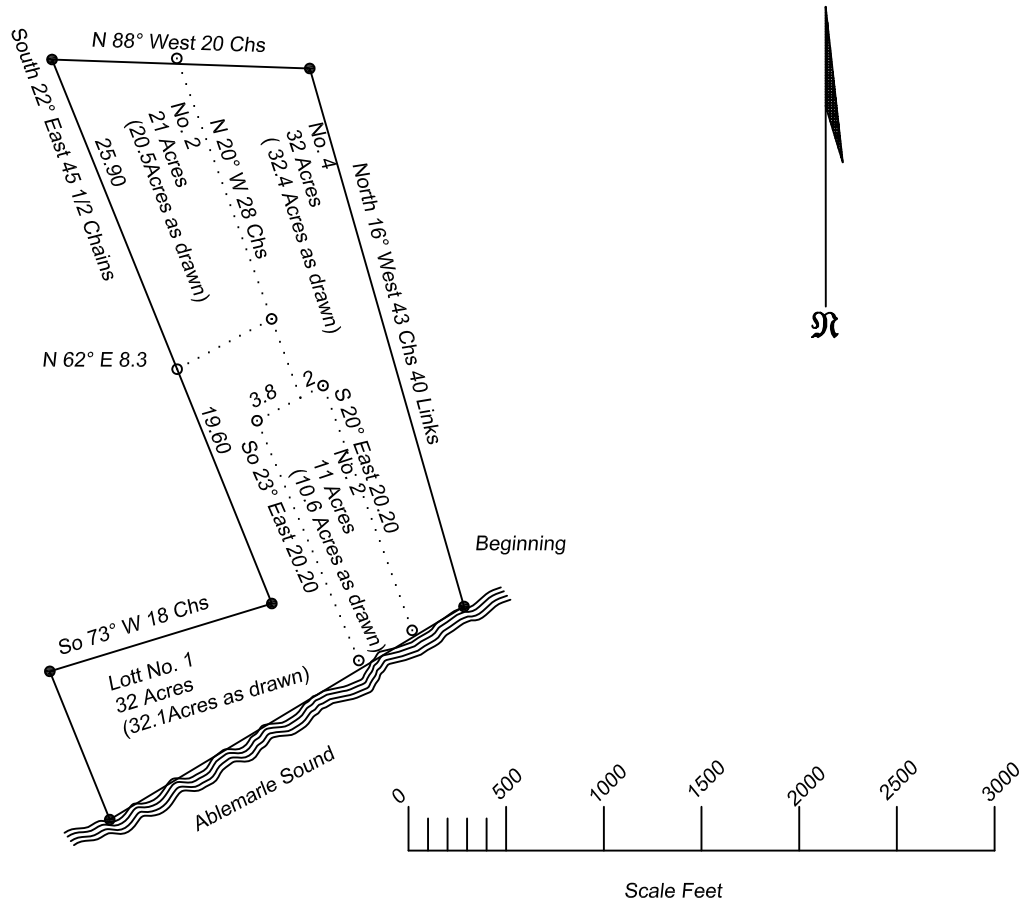 N 88° West 20 Chs
South 22° East 45 1/2 Chains
25.90
No. 2
21 Acres
(20.5Acres as drawn)
N 20° W 28 Chs
No. 4
32 Acres
( 32.4 Acres as drawn)
North 16° West 43 Chs 40 Links
N
N 62° E 8.3
19.60
3.8
2
S 20° East 20.20
So 23° East 20.20
No. 2
11 Acres
(10.6 Acres as drawn)
Beginning
So 73° W 18 Chs
Lott No. 1
32 Acres
(32.1Acres as drawn)
Ablemarle Sound
0
500
1000
1500
2000
2500
3000
Scale Feet